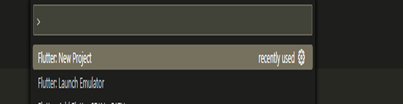 >
Flutter: New Project recently used
Flutter: Launch Emulator